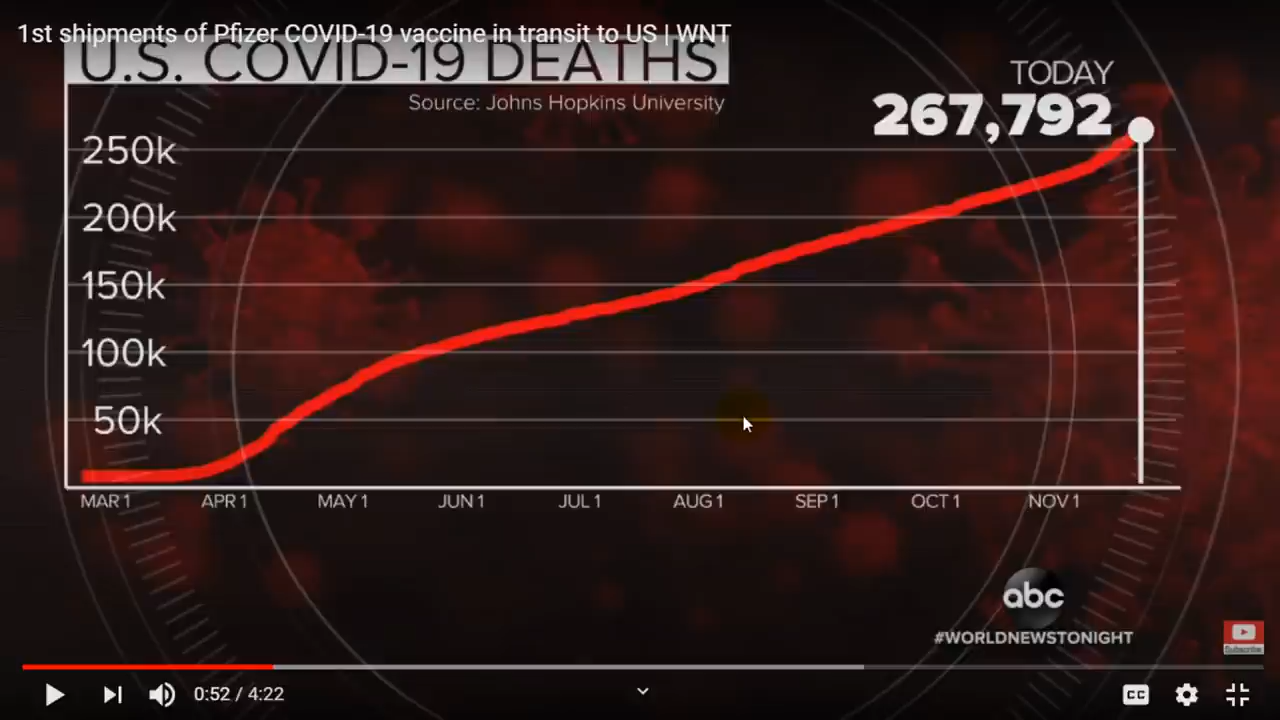 1st shipments of Pfizer COVID-19 vaccine in transit to US | WNT
U.S. COVID-19 DEATHS
Source: Johns Hopkins University
TODAY
267,792
250k
200k
150k
100k
50k
MAR 1 APR 1 MAY 1 JUN 1 JUL 1 AUG 1 SEP 1 OCT 1 NOV 1
abc
#WORLDNEWSTONIGHT
Subscribe
0:52 / 4:22
CC